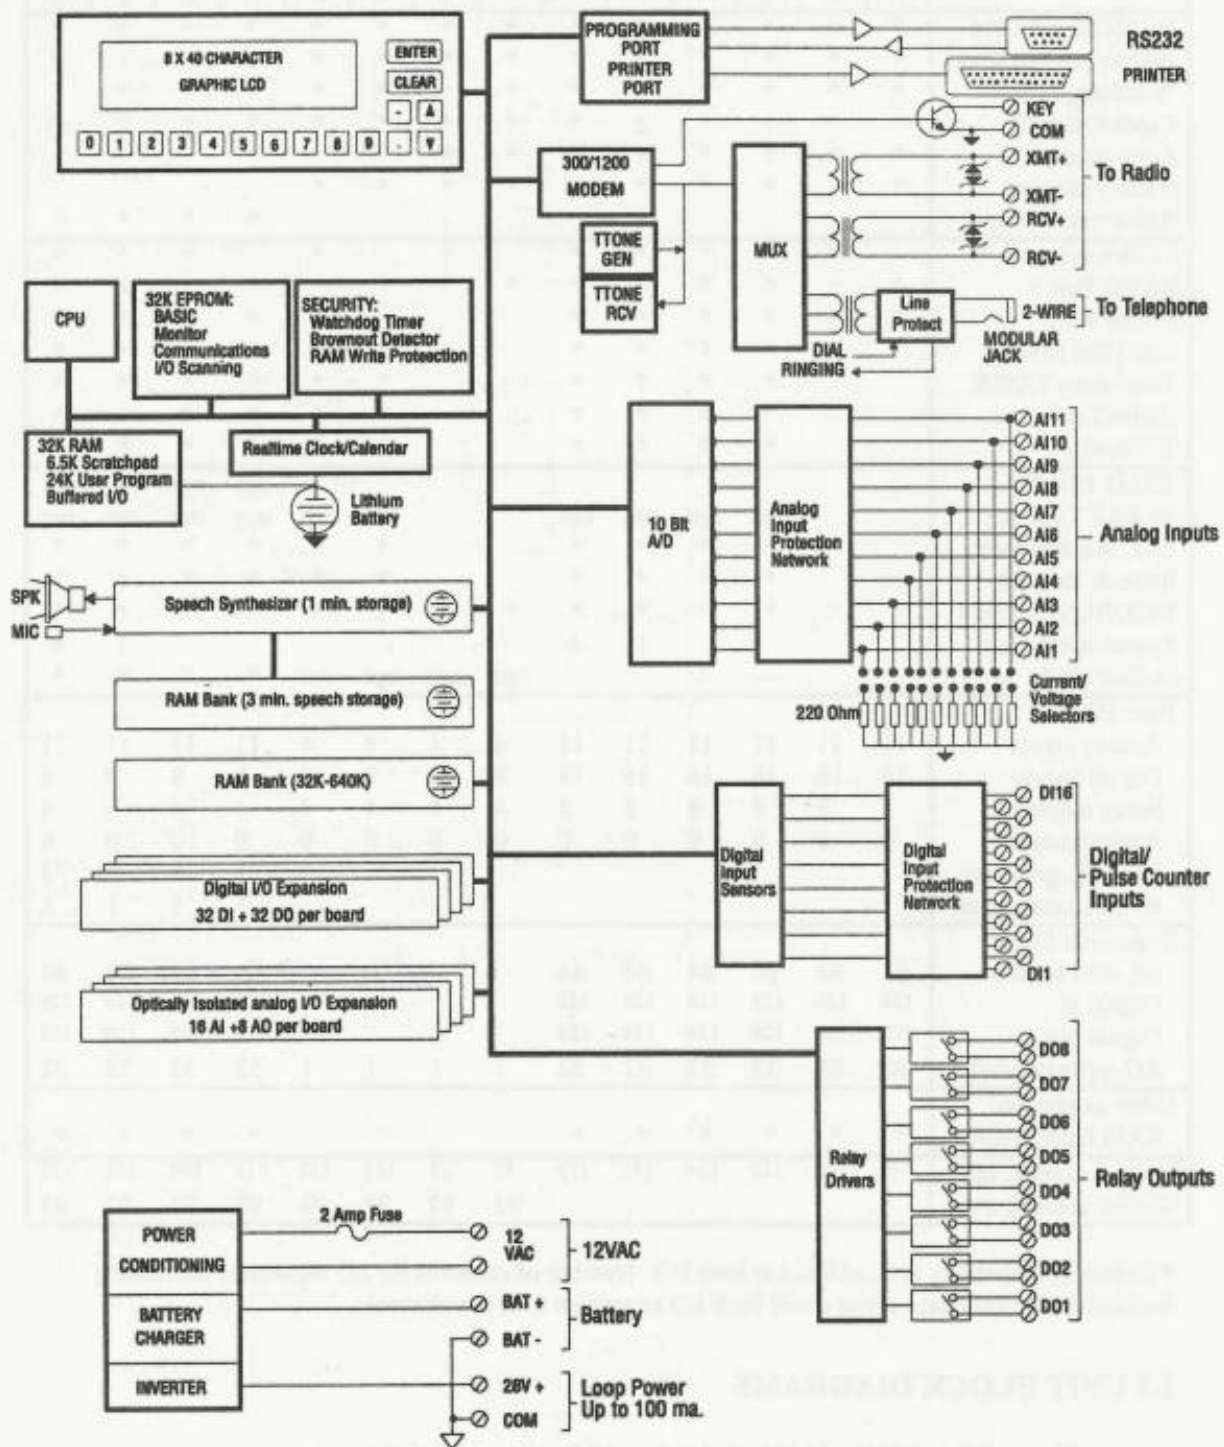 8 X 40 CHARACTER
GRAPHIC LCD
ENTER
CLEAR
- ▲
0 1 2 3 4 5 6 7 8 9 . ▼
PROGRAMMING
PORT
PRINTER
PORT
RS232
PRINTER
KEY
COM
XMT+
XMT-
RCV+
RCV-
To Radio
300/1200
MODEM
TTONE
GEN
TTONE
RCV
MUX
Line
Protect
2-WIRE
To Telephone
MODULAR
JACK
DIAL
RINGING
CPU
32K EPROM:
BASIC
Monitor
Communications
I/O Scanning
SECURITY:
Watchdog Timer
Brownout Detector
RAM Write Proteection
32K RAM
6.5K Scratchpad
24K User Program
Buffered I/O
Realtime Clock/Calendar
Lithium
Battery
10 Bit
A/D
Analog
Input
Protection
Network
AI11
AI10
AI9
AI8
AI7
AI6
AI5
AI4
AI3
AI2
AI1
Analog Inputs
Current/
Voltage
Selectors
220 Ohm
SPK
MIC
Speech Synthesizer (1 min. storage)
RAM Bank (3 min. speech storage)
RAM Bank (32K-640K)
Digital I/O Expansion
32 DI + 32 DO per board
Optically Isolated analog I/O Expansion
16 AI +8 AO per board
Digital
Input
Sensors
Digital
Input
Protection
Network
DI16
DI1
Digital/
Pulse Counter
Inputs
Relay
Drivers
DO8
DO7
DO6
DO5
DO4
DO3
DO2
DO1
Relay Outputs
POWER
CONDITIONING
BATTERY
CHARGER
INVERTER
2 Amp Fuse
12
VAC
12VAC
BAT +
BAT -
Battery
28V +
COM
Loop Power
Up to 100 ma.